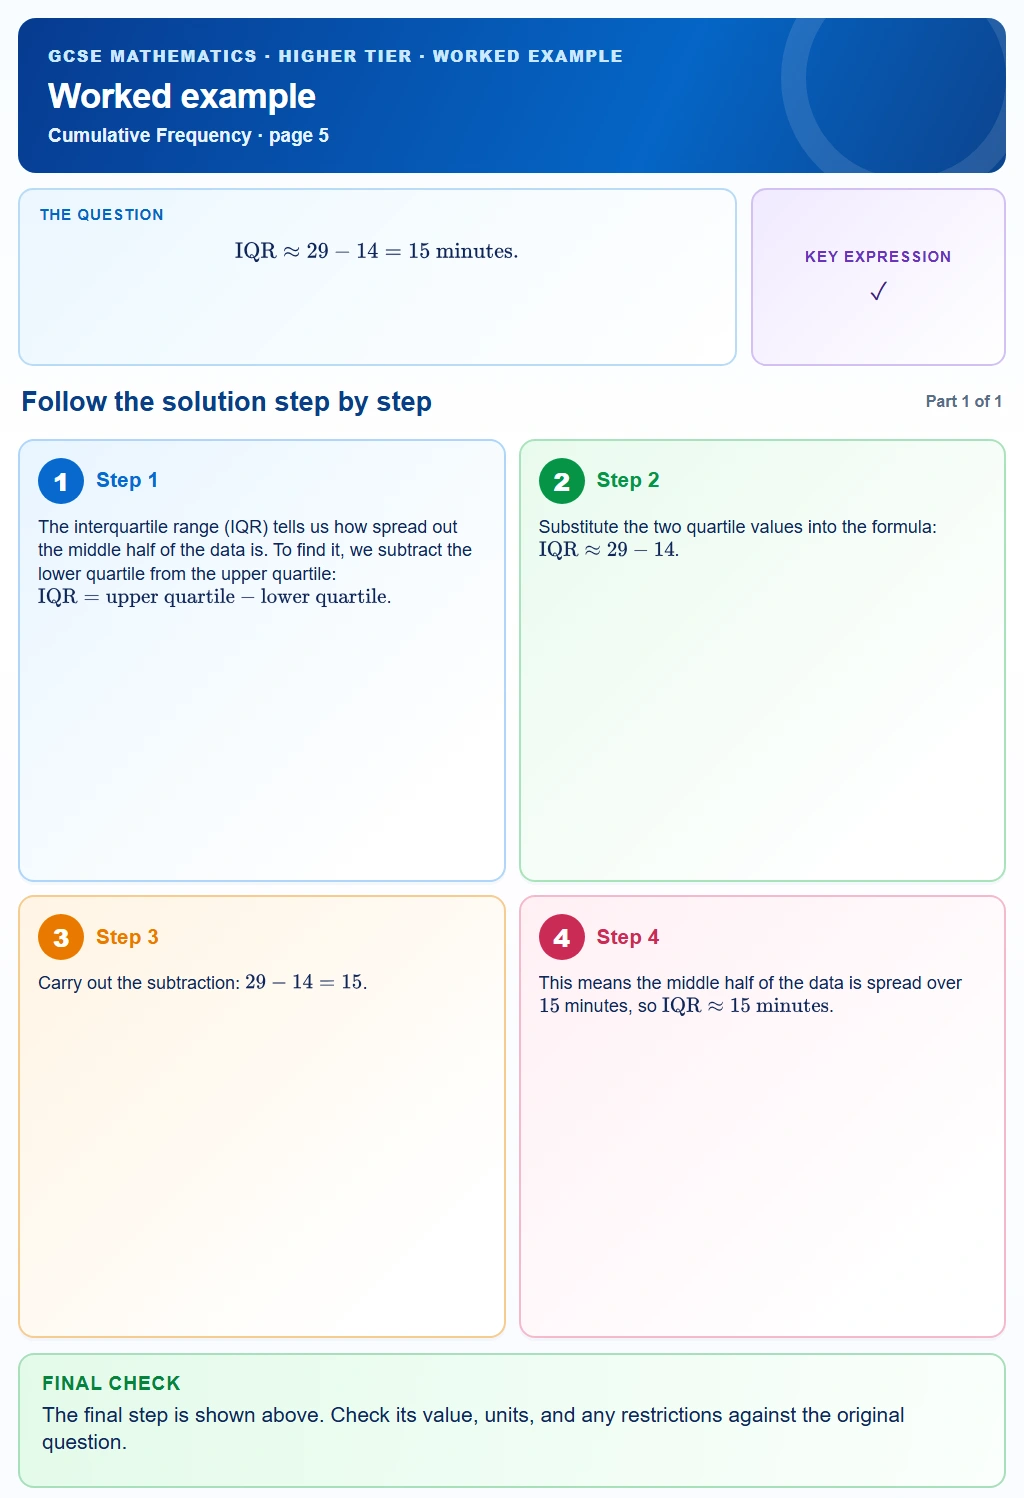 GCSE MATHEMATICS · HIGHER TIER · WORKED EXAMPLE
Worked example
Cumulative Frequency · page 5
THE QUESTION
IQR ≈ 29 − 14 = 15 minutes.
KEY EXPRESSION
✓
Follow the solution step by step
Part 1 of 1
1 Step 1
The interquartile range (IQR) tells us how spread out
the middle half of the data is. To find it, we subtract the
lower quartile from the upper quartile:
IQR = upper quartile − lower quartile.
2 Step 2
Substitute the two quartile values into the formula:
IQR ≈ 29 − 14.
3 Step 3
Carry out the subtraction: 29 − 14 = 15.
4 Step 4
This means the middle half of the data is spread over
15 minutes, so IQR ≈ 15 minutes.
FINAL CHECK
The final step is shown above. Check its value, units, and any restrictions against the original
question.